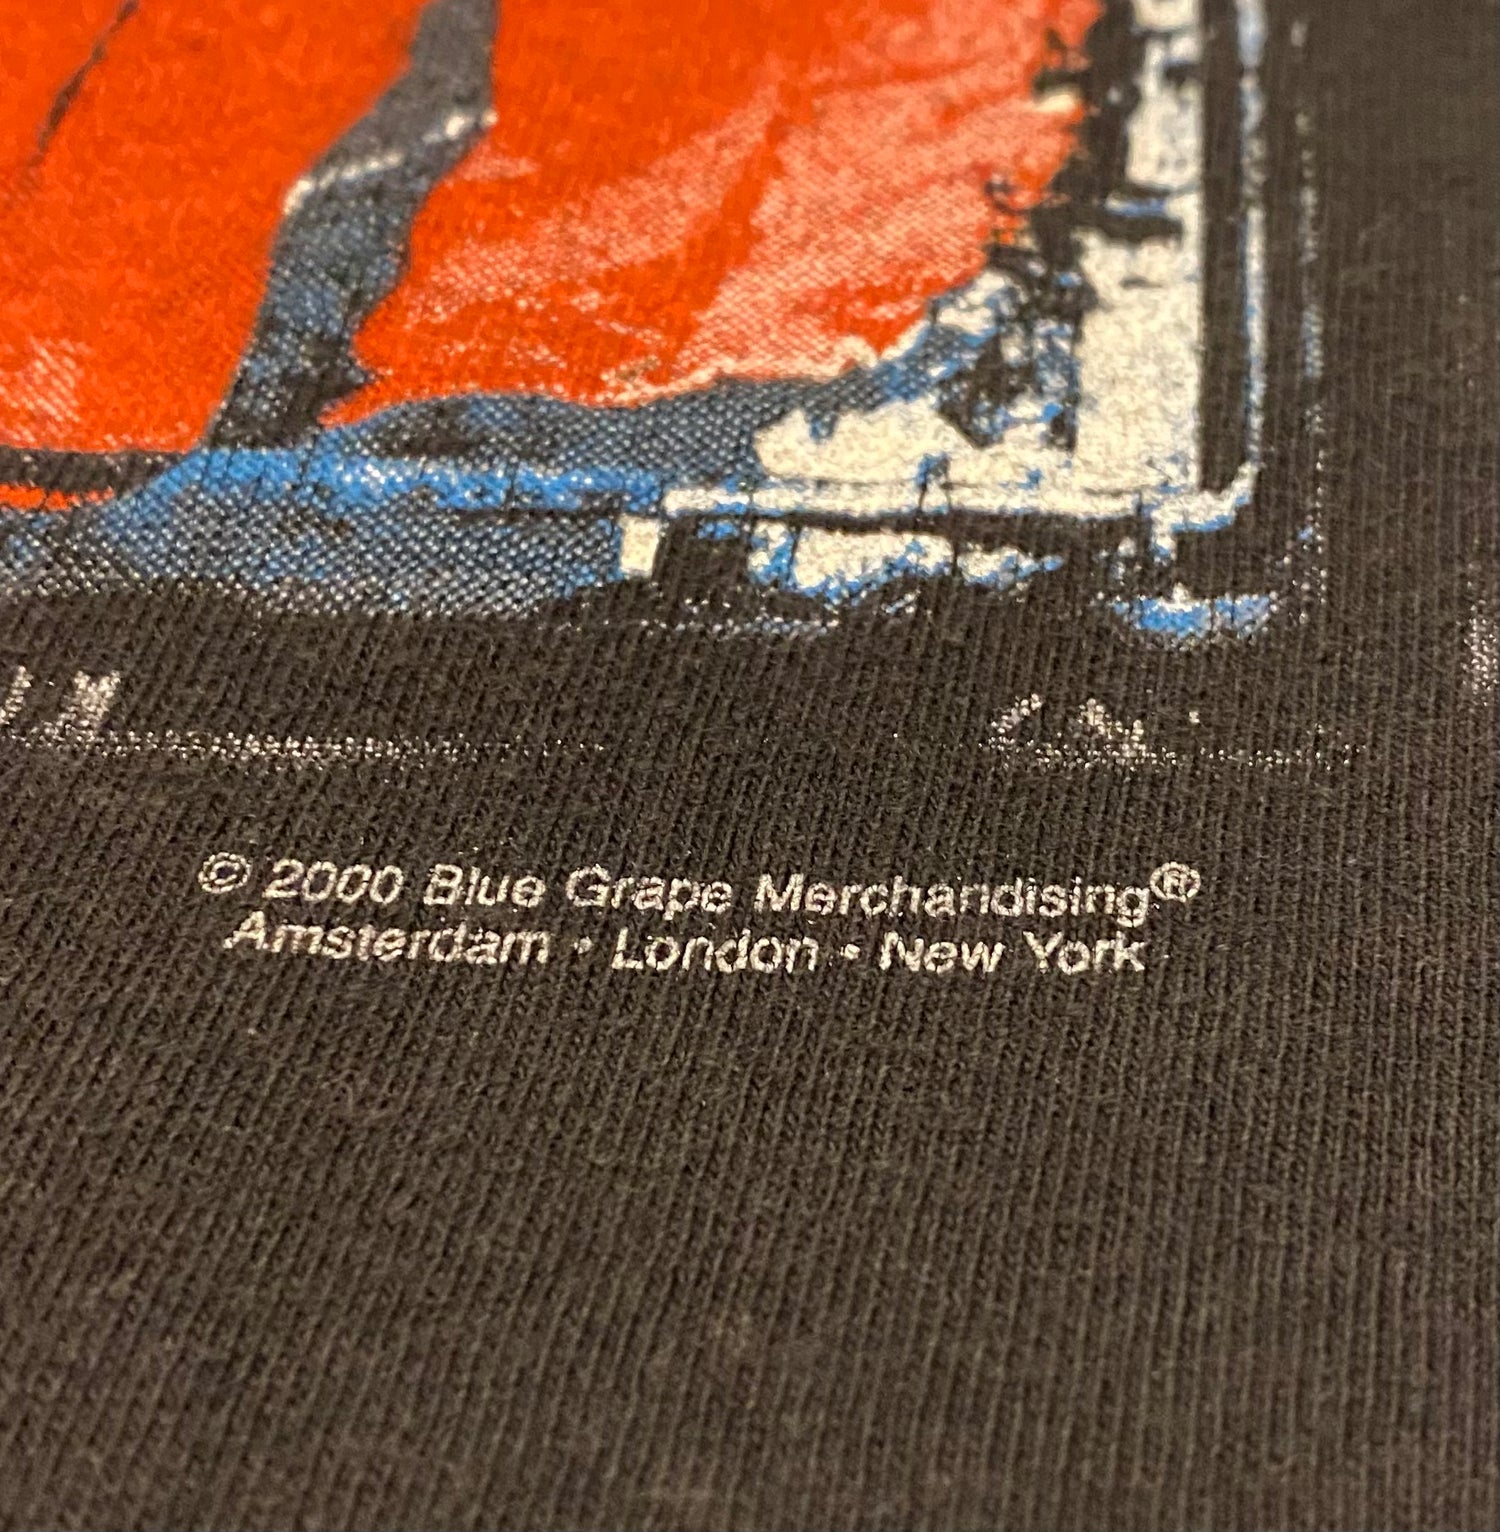 © 2000 Blue Grape Merchandising®
Amsterdam • London • New York